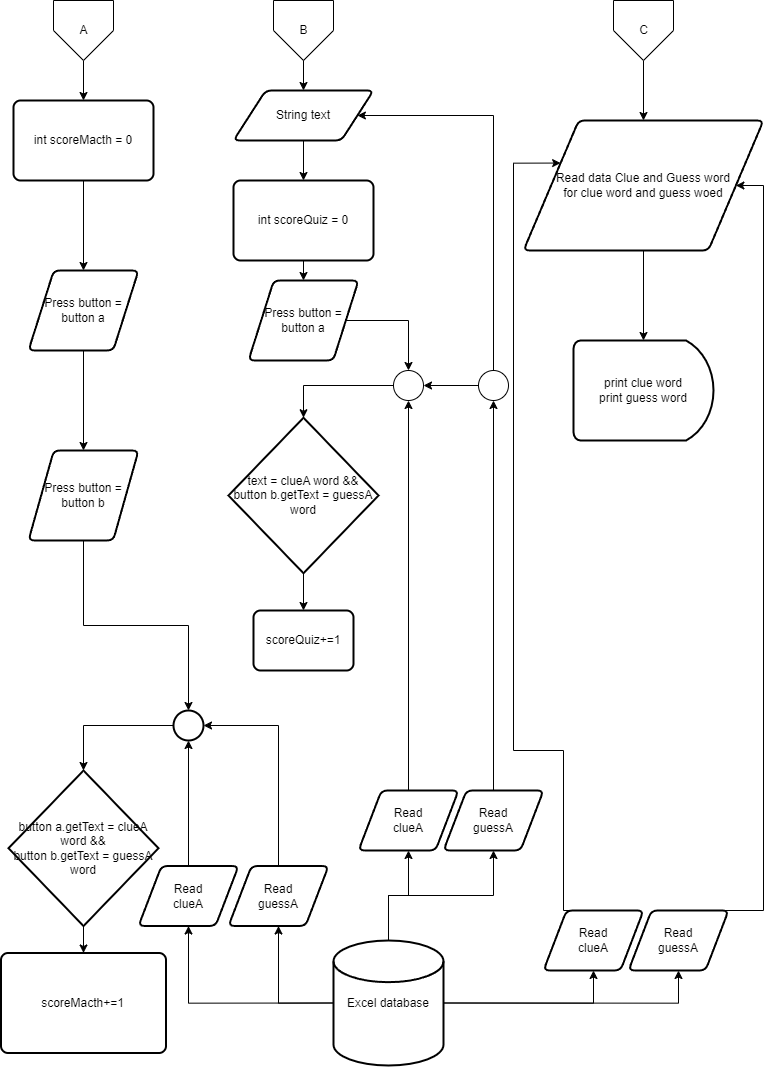 A
int scoreMacth = 0
Press button =
button a
Press button =
button b
button a.getText = clueA
word &&
button b.getText = guessA
word
scoreMacth+=1
Read
clueA
Read
guessA
B
String text
int scoreQuiz = 0
Press button =
button a
text = clueA word &&
button b.getText = guessA
word
scoreQuiz+=1
Read
clueA
Read
guessA
Excel database
C
Read data Clue and Guess word
for clue word and guess woed
print clue word
print guess word
Read
clueA
Read
guessA